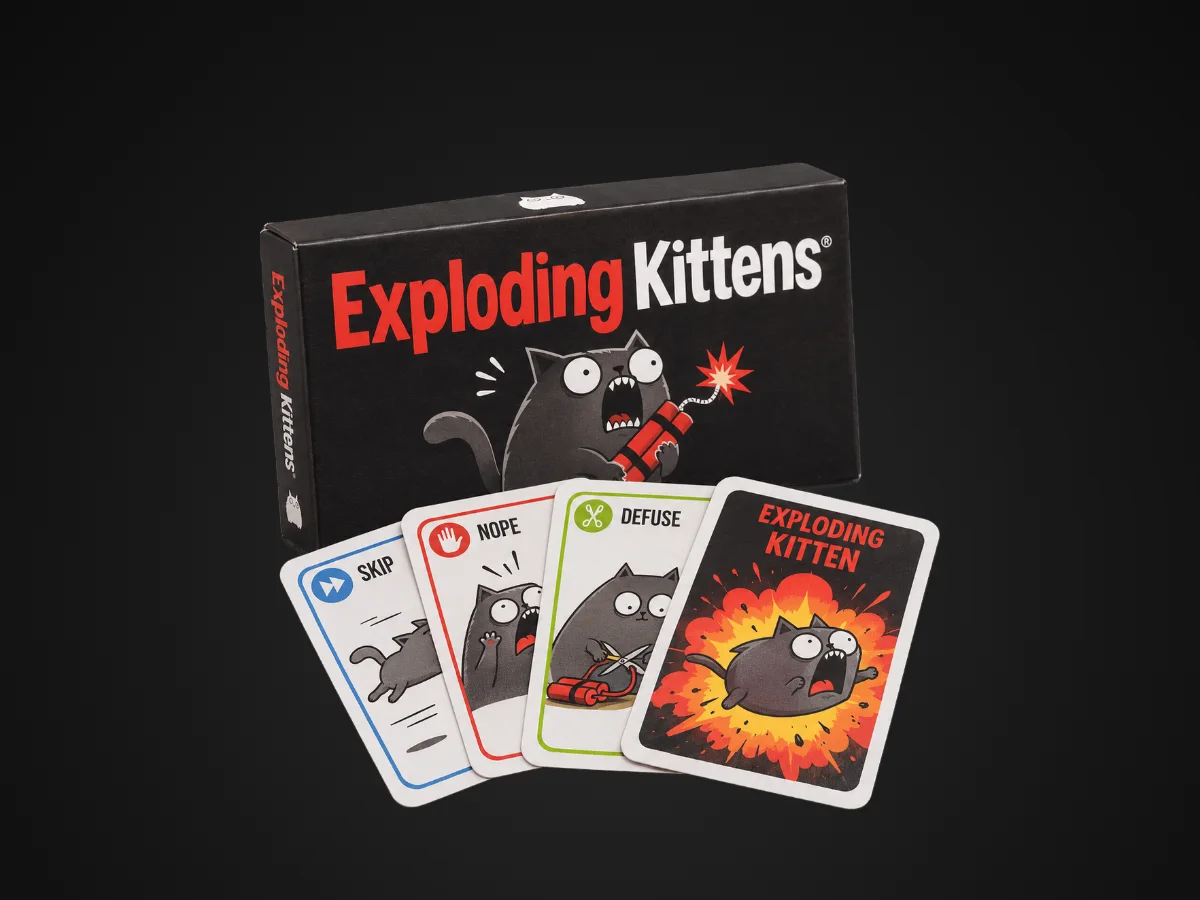 Exploding Kittens®
Exploding Kittens
SKIP
NOPE
DEFUSE
EXPLODING
KITTEN